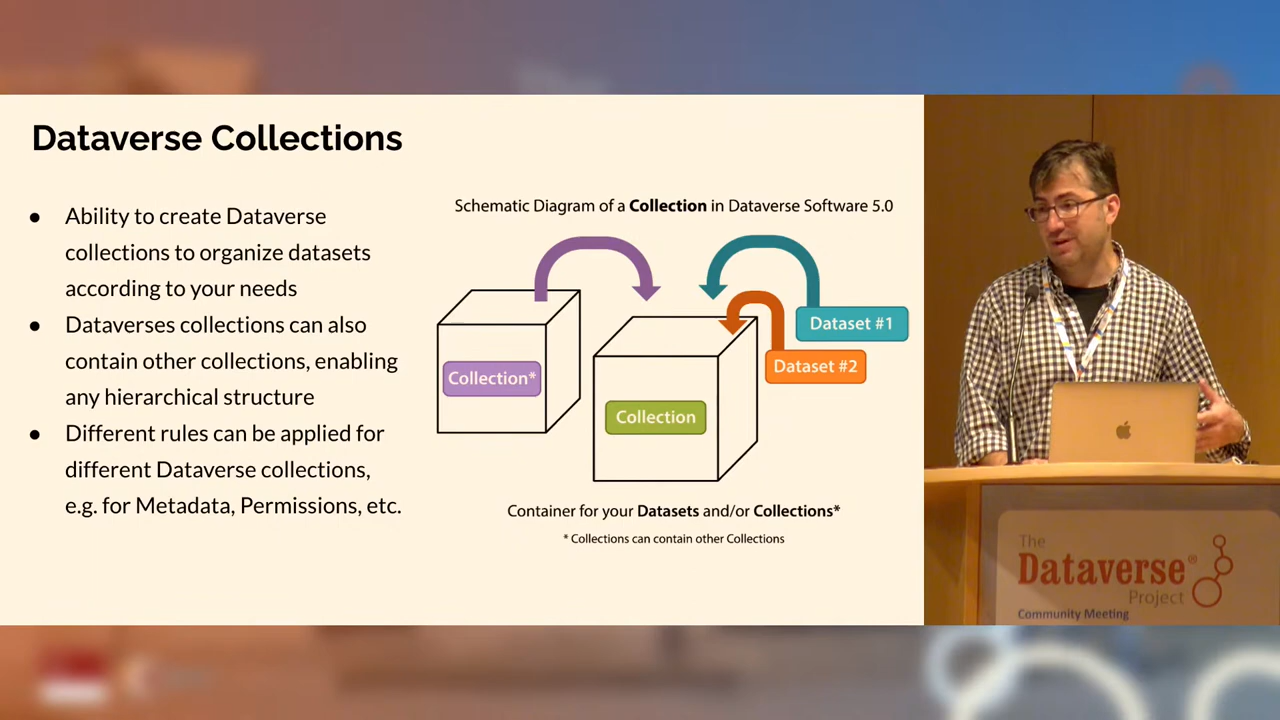 Dataverse Collections
● Ability to create Dataverse
collections to organize datasets
according to your needs
● Dataverses collections can also
contain other collections, enabling
any hierarchical structure
● Different rules can be applied for
different Dataverse collections,
e.g. for Metadata, Permissions, etc.
Schematic Diagram of a Collection in Dataverse Software 5.0
Dataset #1
Dataset #2
Collection*
Collection
Container for your Datasets and/or Collections*
* Collections can contain other Collections
The
Dataverse®
Project
Community Meeting